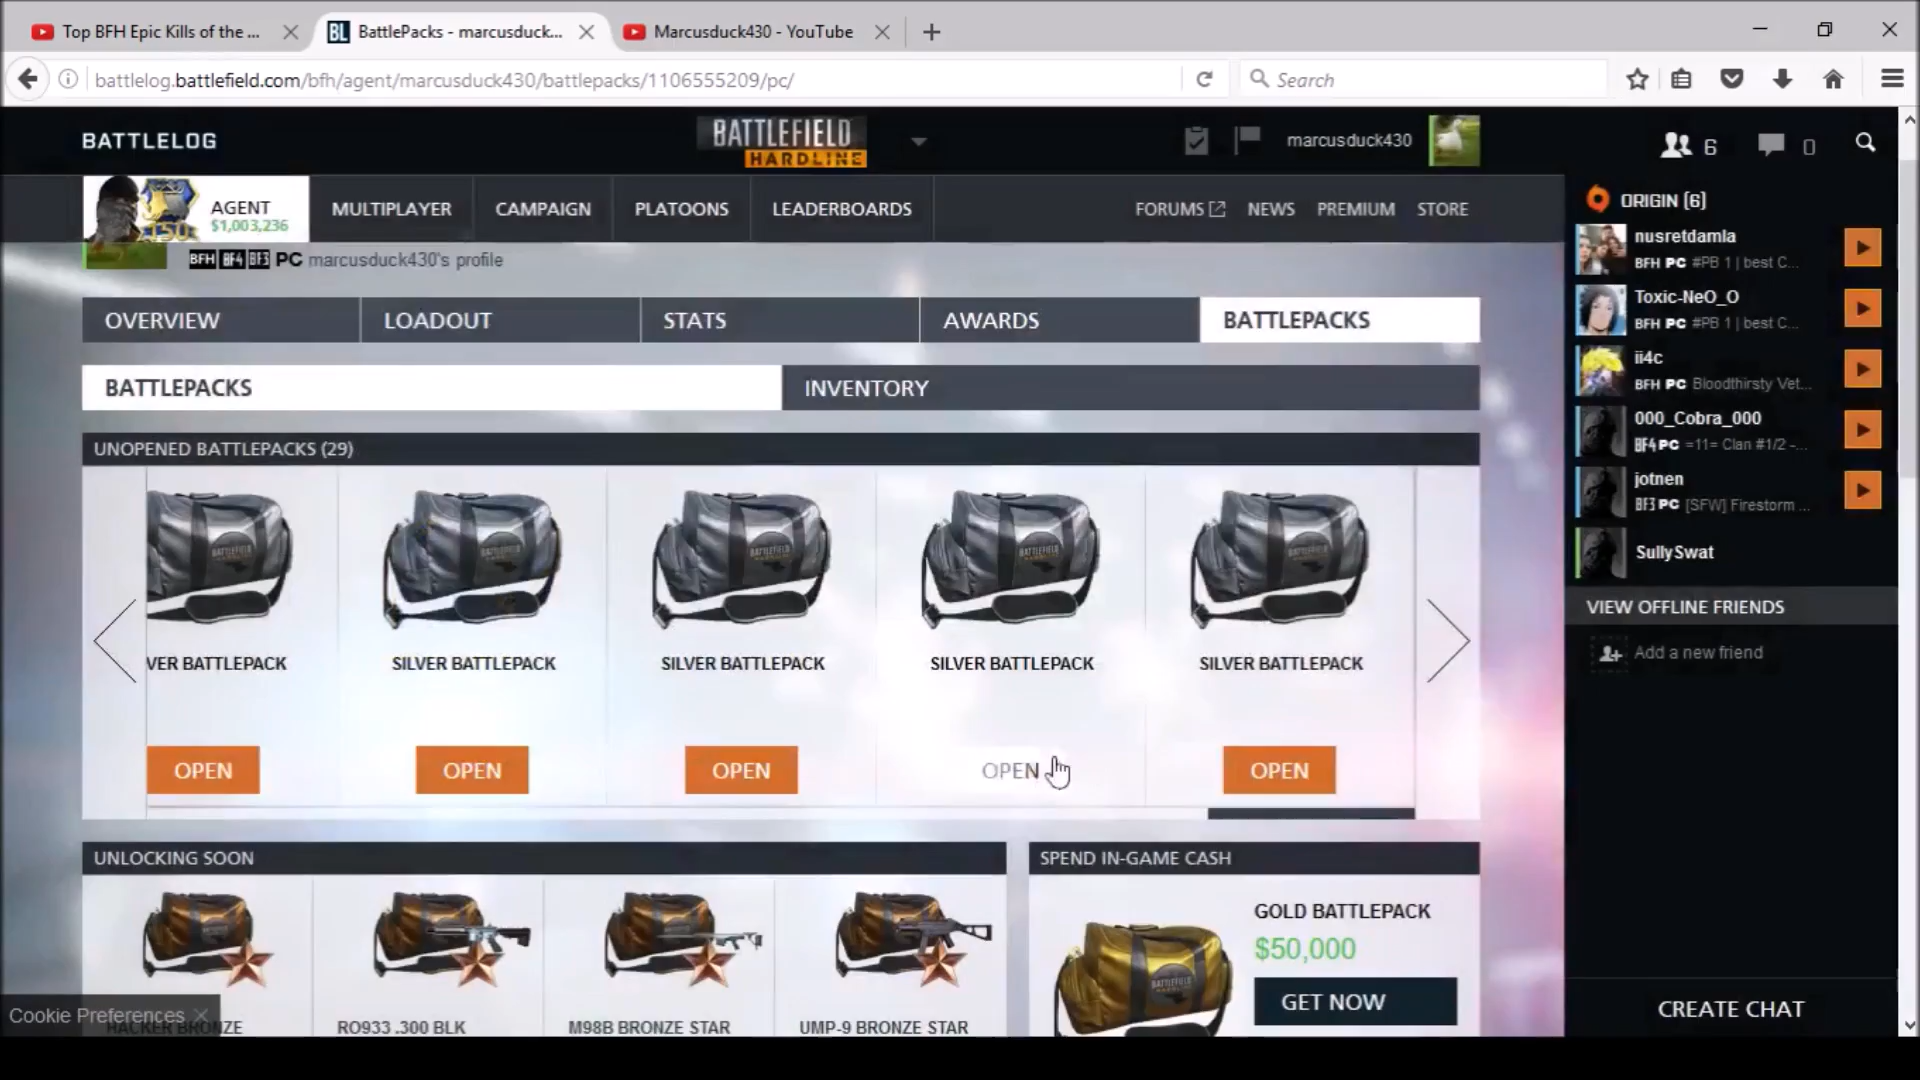 Top BFH Epic Kills of the ...
BL BattlePacks - marcusduck...
Marcusduck430 - YouTube
battlelog.battlefield.com/bfh/agent/marcusduck430/battlepacks/1106555209/pc/
Search
BATTLELOG
BATTLEFIELD
HARDLINE
marcusduck430
6
0
AGENT
$1,003,236
150
MULTIPLAYER
CAMPAIGN
PLATOONS
LEADERBOARDS
FORUMS
NEWS
PREMIUM
STORE
BFH BF4 BF3 PC marcusduck430's profile
OVERVIEW
LOADOUT
STATS
AWARDS
BATTLEPACKS
BATTLEPACKS
INVENTORY
UNOPENED BATTLEPACKS (29)
VER BATTLEPACK
SILVER BATTLEPACK
SILVER BATTLEPACK
SILVER BATTLEPACK
SILVER BATTLEPACK
OPEN
OPEN
OPEN
OPEN
OPEN
UNLOCKING SOON
HACKER BRONZE
RO933 .300 BLK
M98B BRONZE STAR
UMP-9 BRONZE STAR
SPEND IN-GAME CASH
GOLD BATTLEPACK
$50,000
GET NOW
Cookie Preferences
ORIGIN (6)
nusretdamla
BFH PC #PB 1 | best C...
Toxic-NeO_O
BFH PC #PB 1 | best C...
ii4c
BFH PC Bloodthirsty Vet...
000_Cobra_000
BF4 PC =11= Clan #1/2 -...
jotnen
BF3 PC [SFW] Firestorm ...
SullySwat
VIEW OFFLINE FRIENDS
Add a new friend
CREATE CHAT